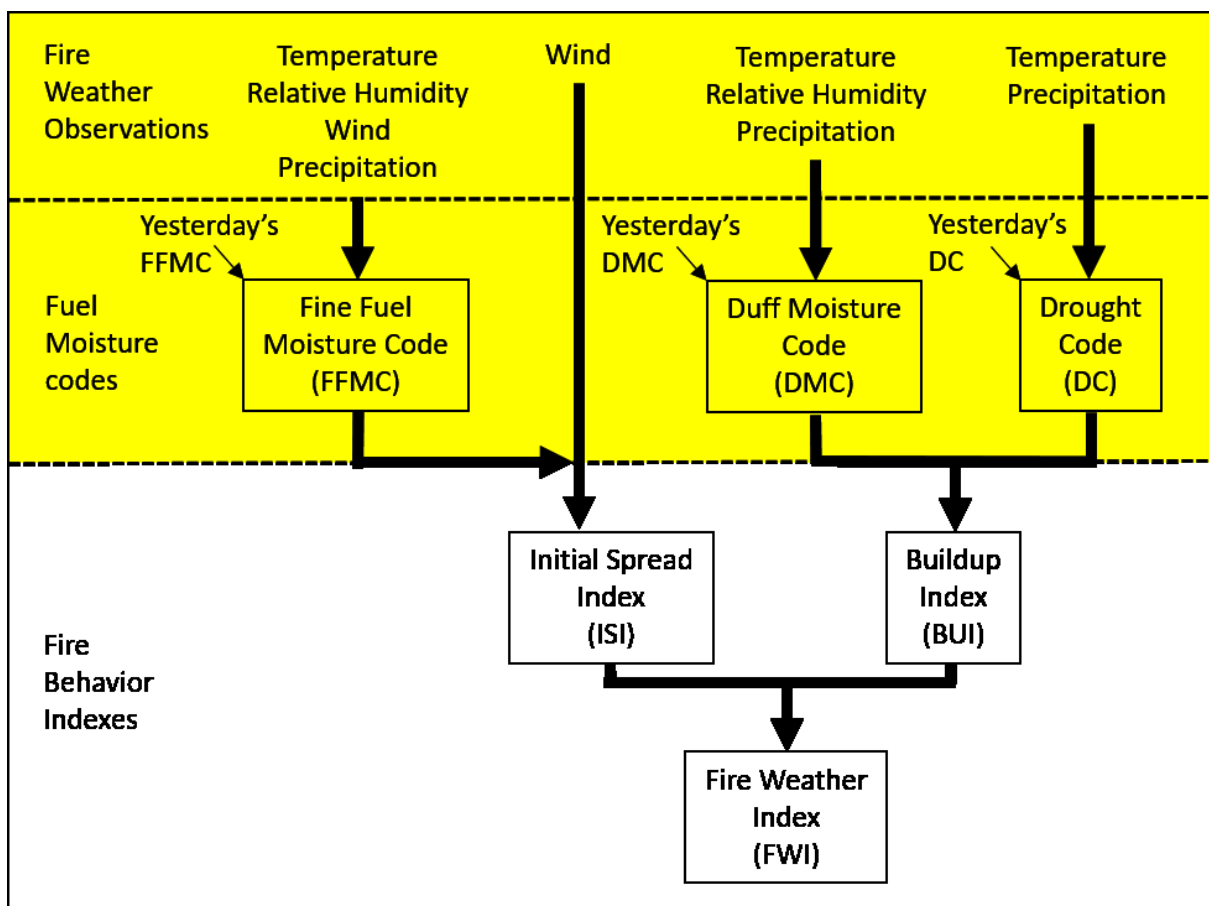 Fire
Weather
Observations
Temperature
Relative Humidity
Wind
Precipitation
Wind
Temperature
Relative Humidity
Precipitation
Temperature
Precipitation
Fuel
Moisture
codes
Yesterday's
FFMC
Fine Fuel
Moisture Code
(FFMC)
Yesterday's
DMC
Duff Moisture
Code
(DMC)
Yesterday's
DC
Drought
Code
(DC)
Fire
Behavior
Indexes
Initial Spread
Index
(ISI)
Buildup
Index
(BUI)
Fire Weather
Index
(FWI)